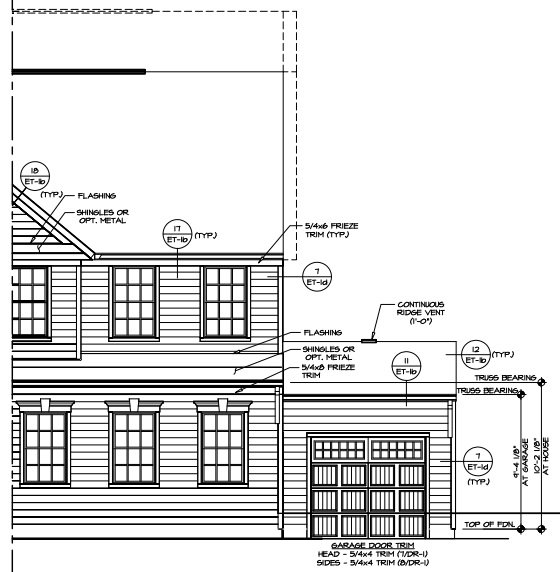 18
ET-1b
(TYP.)
FLASHING
SHINGLES OR
OPT. METAL
17
ET-1b
(TYP.)
5/4x6 FRIEZE
TRIM (TYP.)
7
ET-1d
CONTINUOUS
RIDGE VENT
(1'-0")
FLASHING
SHINGLES OR
OPT. METAL
5/4x8 FRIEZE
TRIM
11
ET-1b
12
ET-1b
(TYP.)
TRUSS BEARING
TRUSS BEARING
7
ET-1d
(TYP.)
9'-4 1/8"
AT GARAGE
10'-2 1/8"
AT HOUSE
TOP OF FDN.
GARAGE DOOR TRIM
HEAD - 5/4x4 TRIM (7/DR-1)
SIDES - 5/4x4 TRIM (8/DR-1)